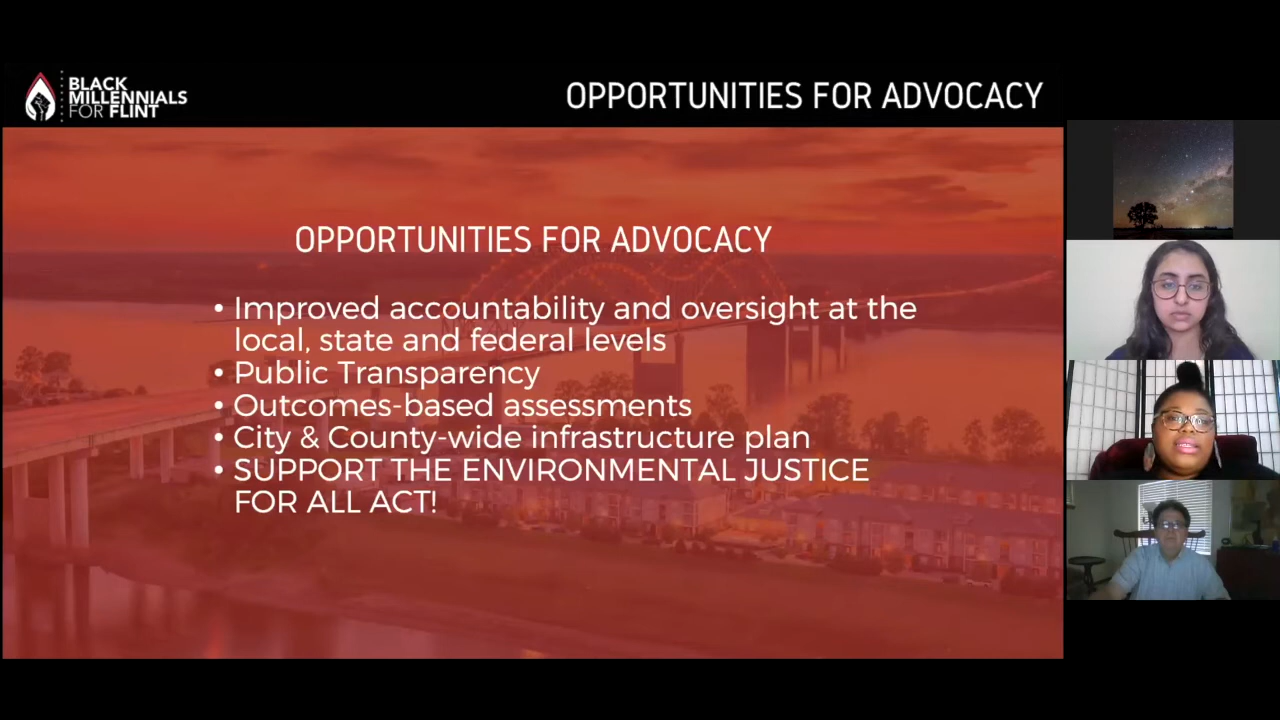 BLACK
MILLENNIALS
FOR FLINT
OPPORTUNITIES FOR ADVOCACY
OPPORTUNITIES FOR ADVOCACY
• Improved accountability and oversight at the
local, state and federal levels
• Public Transparency
• Outcomes-based assessments
• City & County-wide infrastructure plan
• SUPPORT THE ENVIRONMENTAL JUSTICE
FOR ALL ACT!